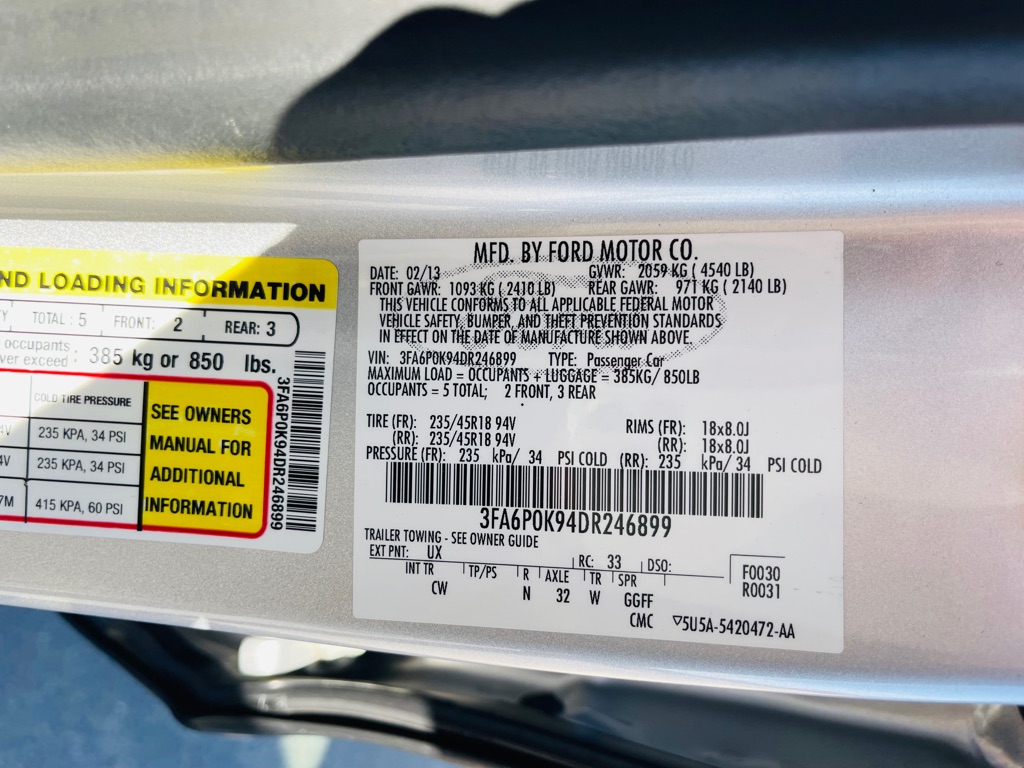 ND LOADING INFORMATION
TOTAL: 5 FRONT: 2 REAR: 3
occupants
ver exceed: 385 kg or 850 lbs.
COLD TIRE PRESSURE
235 KPA, 34 PSI
235 KPA, 34 PSI
415 KPA, 60 PSI
SEE OWNERS
MANUAL FOR
ADDITIONAL
INFORMATION
3FA6P0K94DR246899
MFD. BY FORD MOTOR CO.
DATE: 02/13 GVWR: 2059 KG ( 4540 LB)
FRONT GAWR: 1093 KG ( 2410 LB) REAR GAWR: 971 KG ( 2140 LB)
THIS VEHICLE CONFORMS TO ALL APPLICABLE FEDERAL MOTOR
VEHICLE SAFETY, BUMPER, AND THEFT PREVENTION STANDARDS
IN EFFECT ON THE DATE OF MANUFACTURE SHOWN ABOVE.
VIN: 3FA6P0K94DR246899 TYPE: Passenger Car
MAXIMUM LOAD = OCCUPANTS + LUGGAGE = 385KG/ 850LB
OCCUPANTS = 5 TOTAL; 2 FRONT, 3 REAR
TIRE (FR): 235/45R18 94V RIMS (FR): 18x8.0J
(RR): 235/45R18 94V (RR): 18x8.0J
PRESSURE (FR): 235 kPa/ 34 PSI COLD (RR): 235 kPa/ 34 PSI COLD
3FA6P0K94DR246899
TRAILER TOWING - SEE OWNER GUIDE
EXT PNT: UX RC: 33 DSO: F0030
INT TR TP/PS R AXLE TR SPR R0031
CW N 32 W GGFF
CMC ▽5U5A-5420472-AA